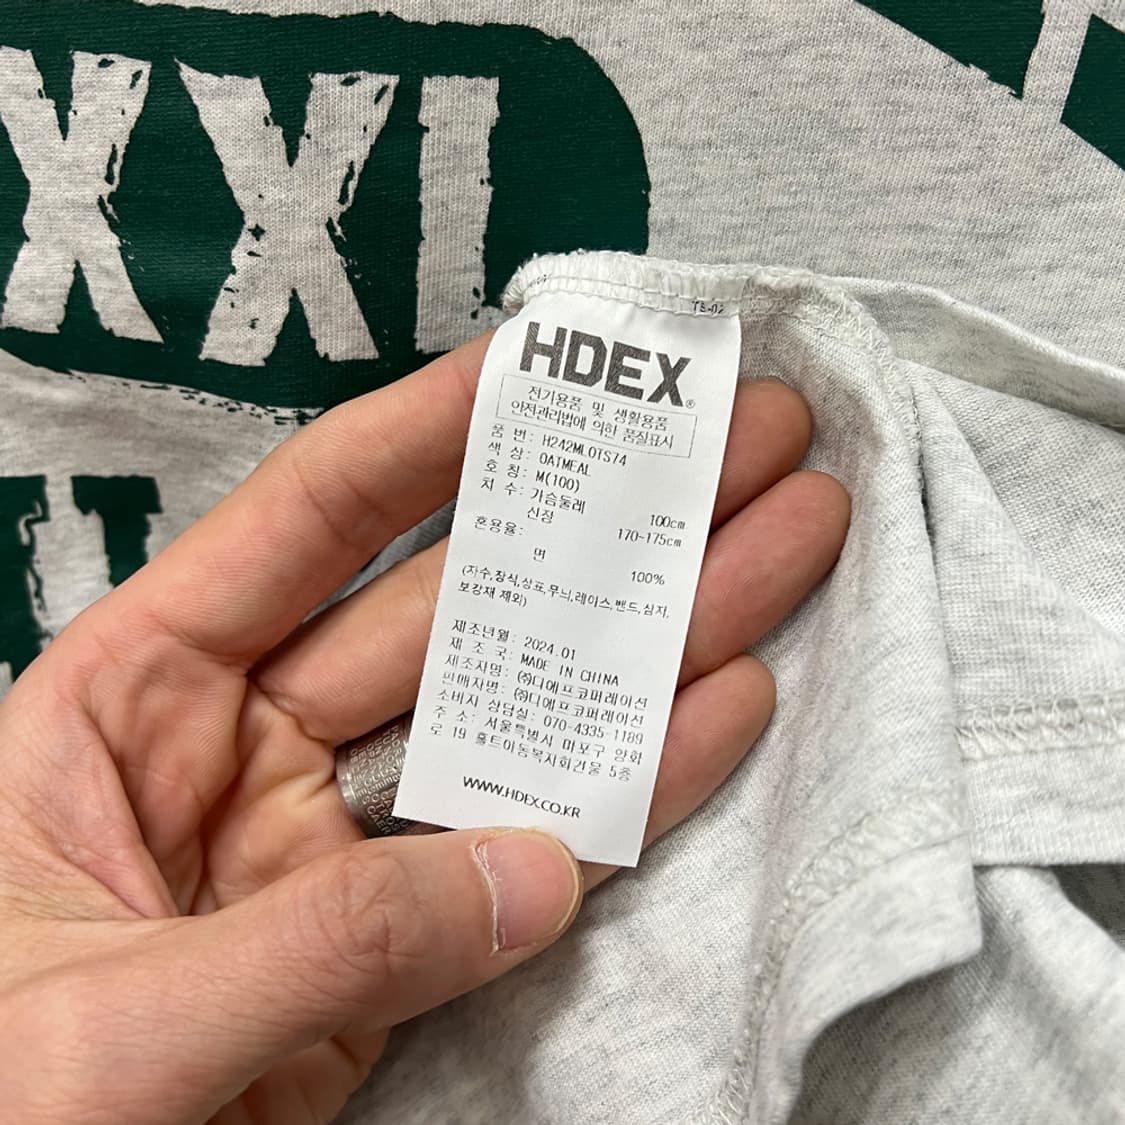 XXI
TS-02
HDEX®
전기용품 및 생활용품
안전관리법에 의한 품질표시
품 번: H242MLOTS74
색 상: OATMEAL
호 칭: M(100)
치 수: 가슴둘레 100cm
신장 170~175cm
혼용율:
면 100%
(자수,장식,상표,무늬,레이스,밴드,심지,
보강재 제외)
제조년월: 2024.01
제 조 국: MADE IN CHINA
제조자명: ㈜디에프코퍼레이션
판매자명: ㈜디에프코퍼레이션
소비자 상담실: 070-4335-1189
주 소: 서울특별시 마포구 양화
로 19 홀트아동복지회건물 5층
WWW.HDEX.CO.KR